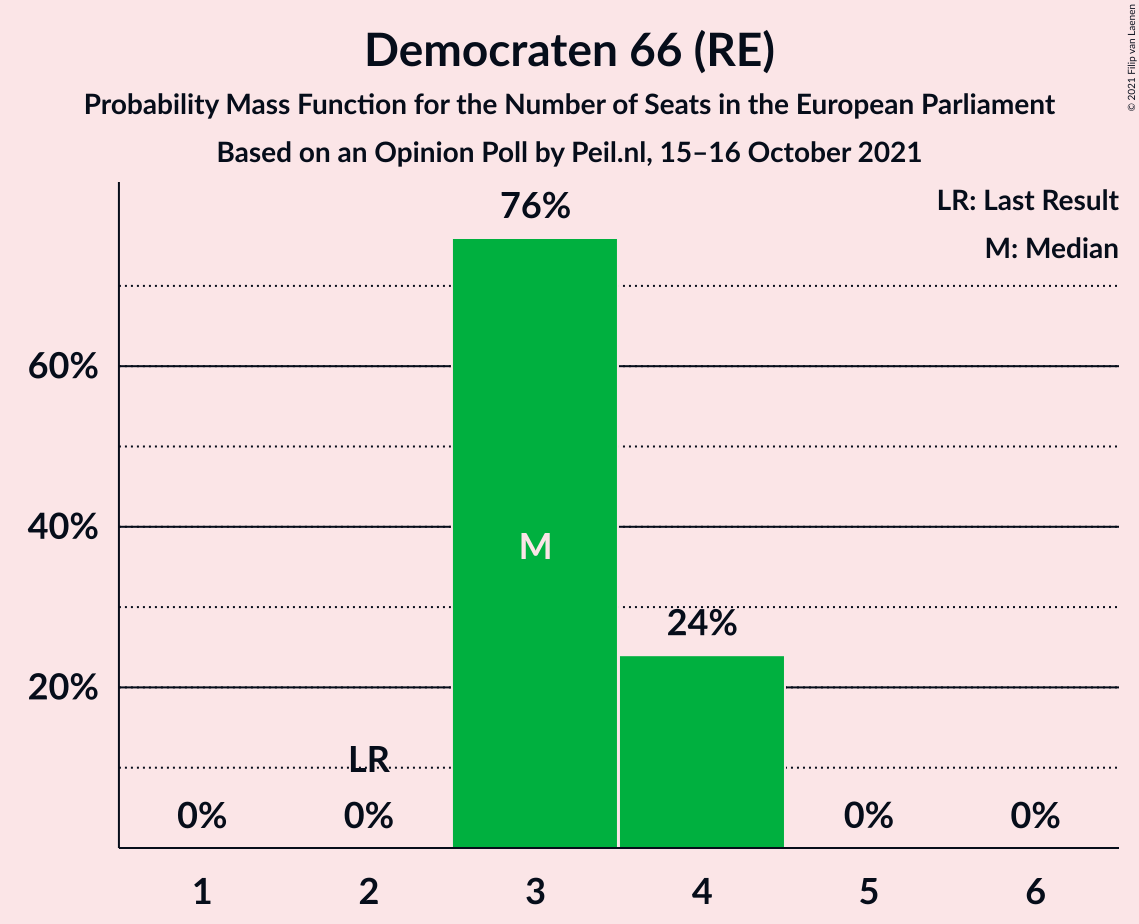 Democraten 66 (RE)
Probability Mass Function for the Number of Seats in the European Parliament
Based on an Opinion Poll by Peil.nl, 15–16 October 2021
© 2021 Filip van Laenen
LR: Last Result
M: Median
76%
60%
40%
M
24%
20%
LR
0%
0%
0%
0%
1
2
3
4
5
6